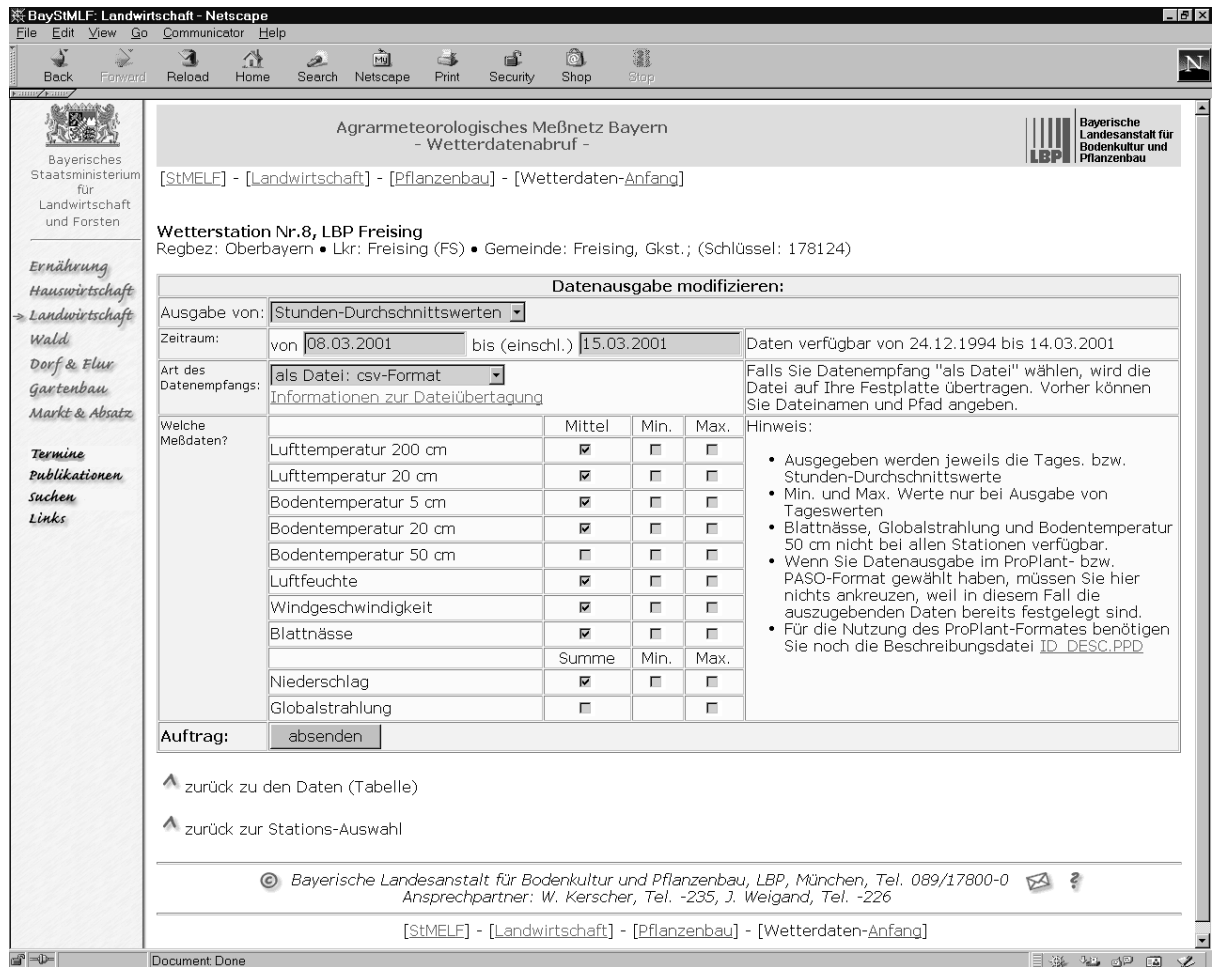 BayStMLF: Landwirtschaft - Netscape
File Edit View Go Communicator Help
Back Forward Reload Home Search Netscape Print Security Shop Stop
Bayerisches
Staatsministerium
für
Landwirtschaft
und Forsten
Ernährung
Hauswirtschaft
Landwirtschaft
Wald
Dorf & Flur
Gartenbau
Markt & Absatz
Termine
Publikationen
Suchen
Links
Agrarmeteorologisches Meßnetz Bayern
- Wetterdatenabruf -
LBP
Bayerische
Landesanstalt für
Bodenkultur und
Pflanzenbau
[StMELF] - [Landwirtschaft] - [Pflanzenbau] - [Wetterdaten-Anfang]
Wetterstation Nr.8, LBP Freising
Regbez: Oberbayern • Lkr: Freising (FS) • Gemeinde: Freising, Gkst.; (Schlüssel: 178124)
Datenausgabe modifizieren:
Ausgabe von: Stunden-Durchschnittswerten
Zeitraum: von 08.03.2001 bis (einschl.) 15.03.2001 Daten verfügbar von 24.12.1994 bis 14.03.2001
Art des
Datenempfangs:
als Datei: csv-Format
Informationen zur Dateiübertagung
Falls Sie Datenempfang "als Datei" wählen, wird die
Datei auf Ihre Festplatte übertragen. Vorher können
Sie Dateinamen und Pfad angeben.
Welche
Meßdaten?
Mittel Min. Max.
Lufttemperatur 200 cm
Lufttemperatur 20 cm
Bodentemperatur 5 cm
Bodentemperatur 20 cm
Bodentemperatur 50 cm
Luftfeuchte
Windgeschwindigkeit
Blattnässe
Summe Min. Max.
Niederschlag
Globalstrahlung
Hinweis:
• Ausgegeben werden jeweils die Tages. bzw.
Stunden-Durchschnittswerte
• Min. und Max. Werte nur bei Ausgabe von
Tageswerten
• Blattnässe, Globalstrahlung und Bodentemperatur
50 cm nicht bei allen Stationen verfügbar.
• Wenn Sie Datenausgabe im ProPlant- bzw.
PASO-Format gewählt haben, müssen Sie hier
nichts ankreuzen, weil in diesem Fall die
auszugebenden Daten bereits festgelegt sind.
• Für die Nutzung des ProPlant-Formates benötigen
Sie noch die Beschreibungsdatei ID_DESC.PPD
Auftrag: absenden
zurück zu den Daten (Tabelle)
zurück zur Stations-Auswahl
© Bayerische Landesanstalt für Bodenkultur und Pflanzenbau, LBP, München, Tel. 089/17800-0
Ansprechpartner: W. Kerscher, Tel. -235, J. Weigand, Tel. -226
[StMELF] - [Landwirtschaft] - [Pflanzenbau] - [Wetterdaten-Anfang]
Document: Done